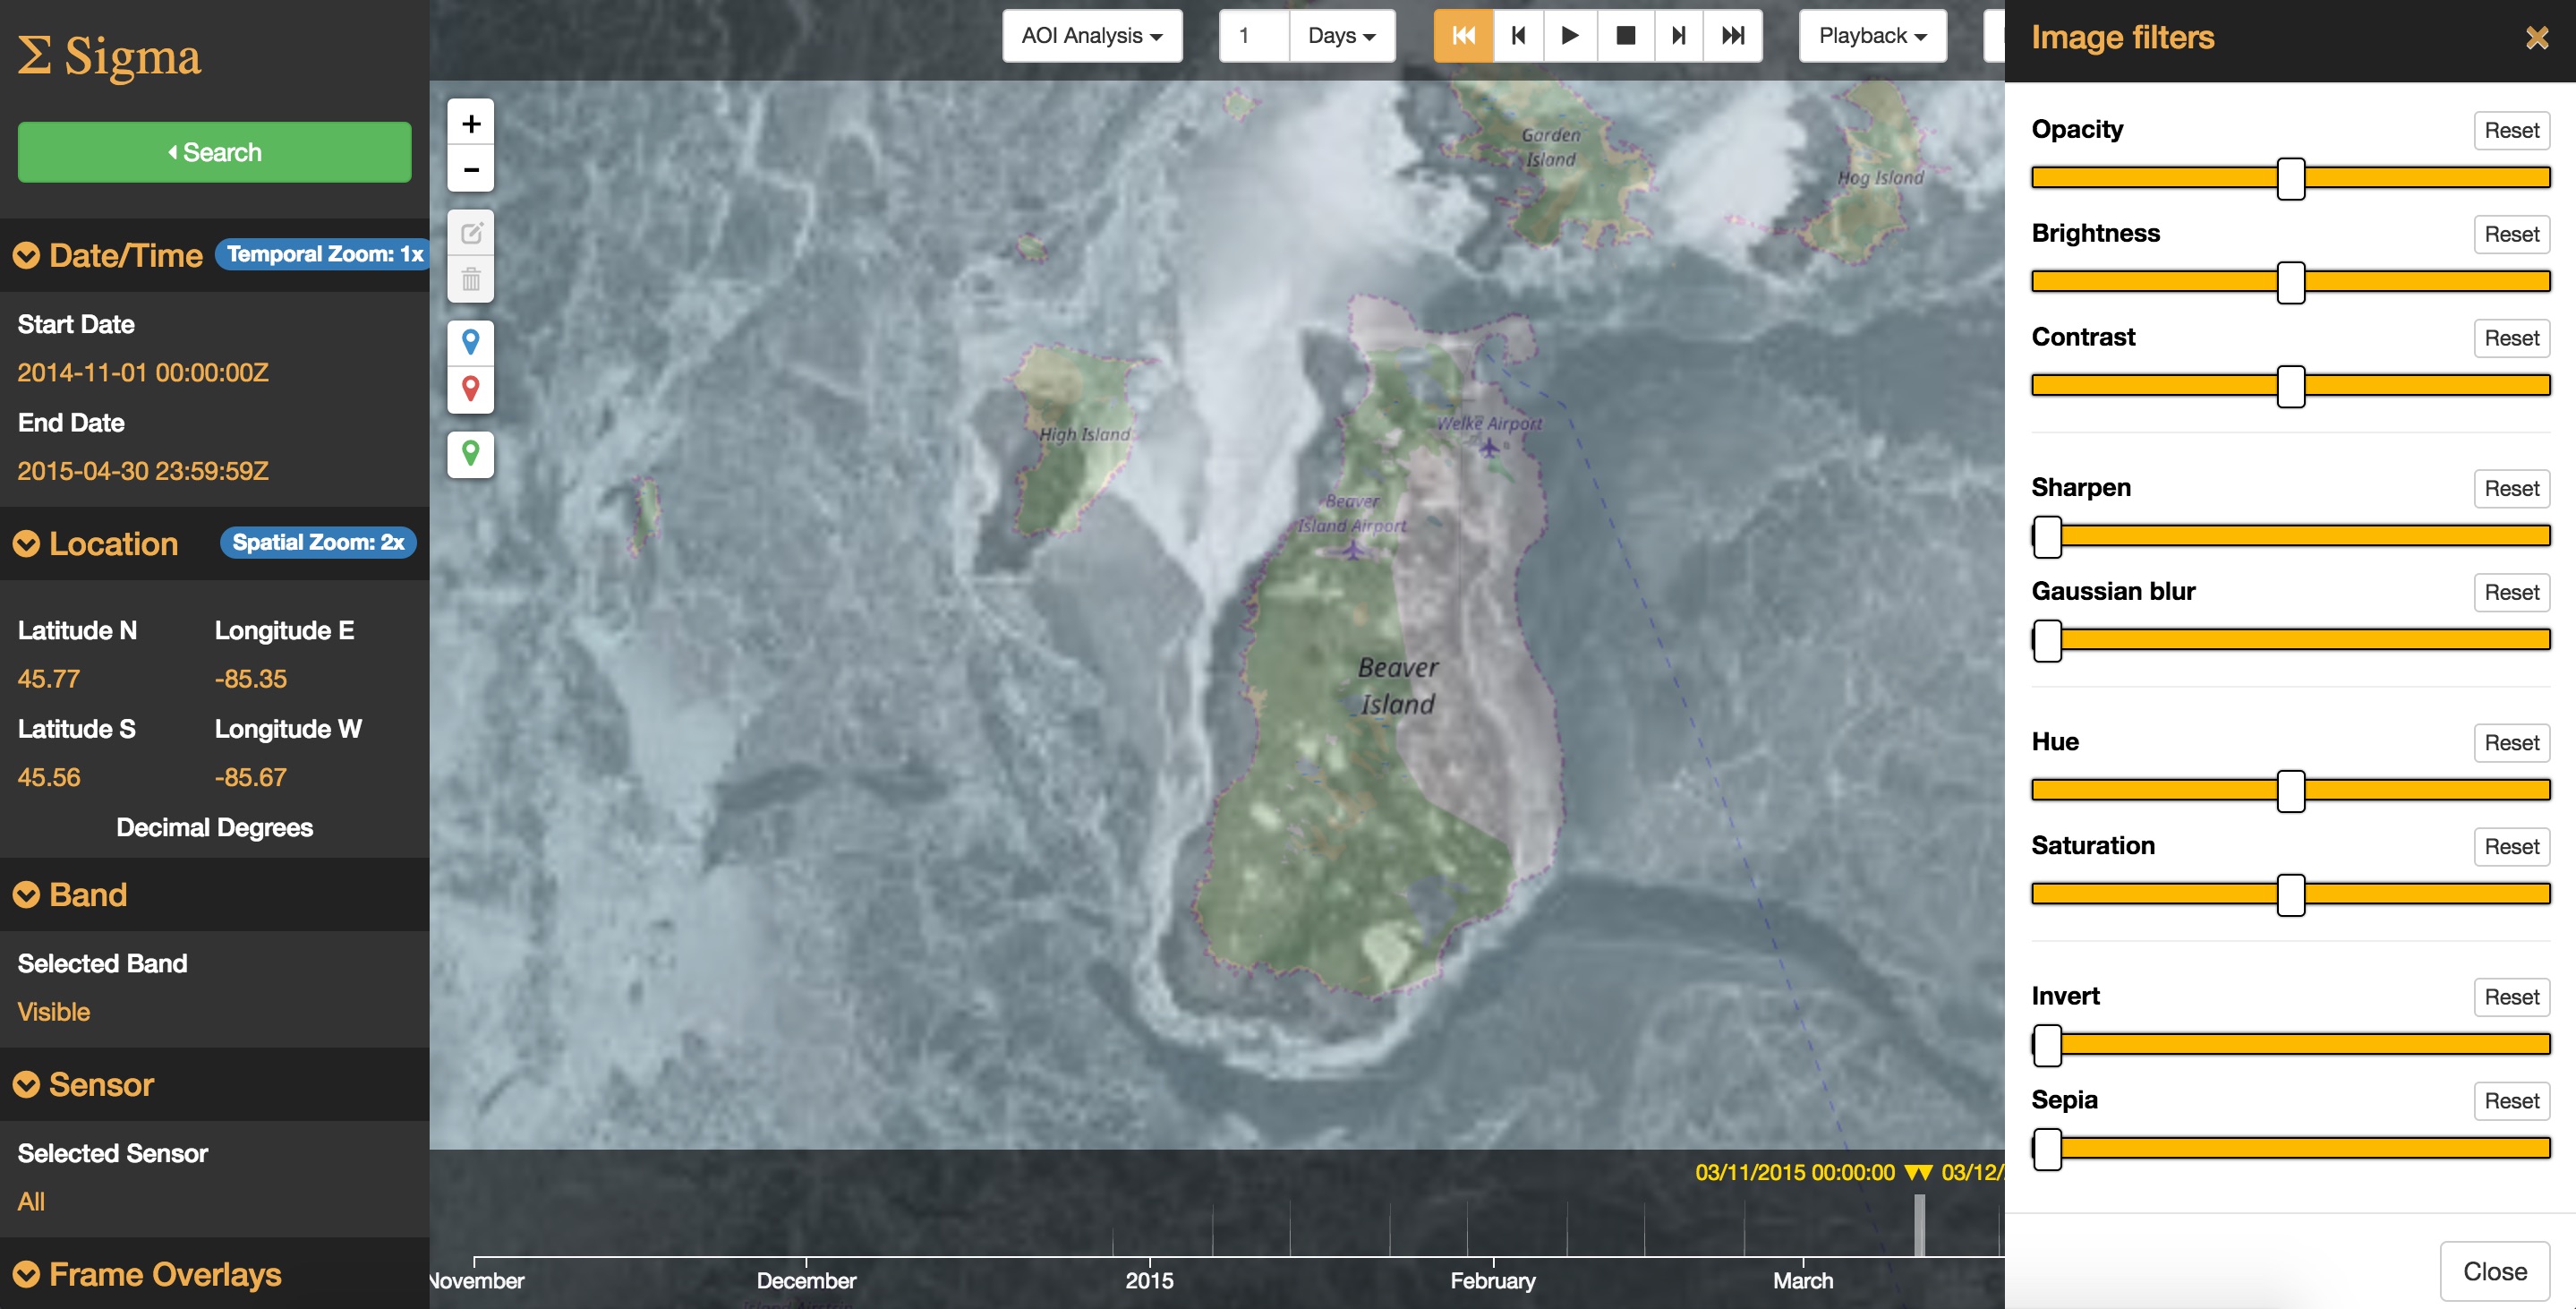 Σ Sigma
Search
Date/Time
Temporal Zoom: 1x
Start Date
2014-11-01 00:00:00Z
End Date
2015-04-30 23:59:59Z
Location
Spatial Zoom: 2x
Latitude N
Longitude E
45.77
-85.35
Latitude S
Longitude W
45.56
-85.67
Decimal Degrees
Band
Selected Band
Visible
Sensor
Selected Sensor
All
Frame Overlays
AOI Analysis
1
Days
Playback
+
-
Garden
Island
Hog Island
High Island
Welke Airport
Beaver
Island Airport
Beaver
Island
03/11/2015 00:00:00
03/12/
November
December
2015
February
March
Image filters
Opacity
Reset
Brightness
Reset
Contrast
Reset
Sharpen
Reset
Gaussian blur
Reset
Hue
Reset
Saturation
Reset
Invert
Reset
Sepia
Reset
Close